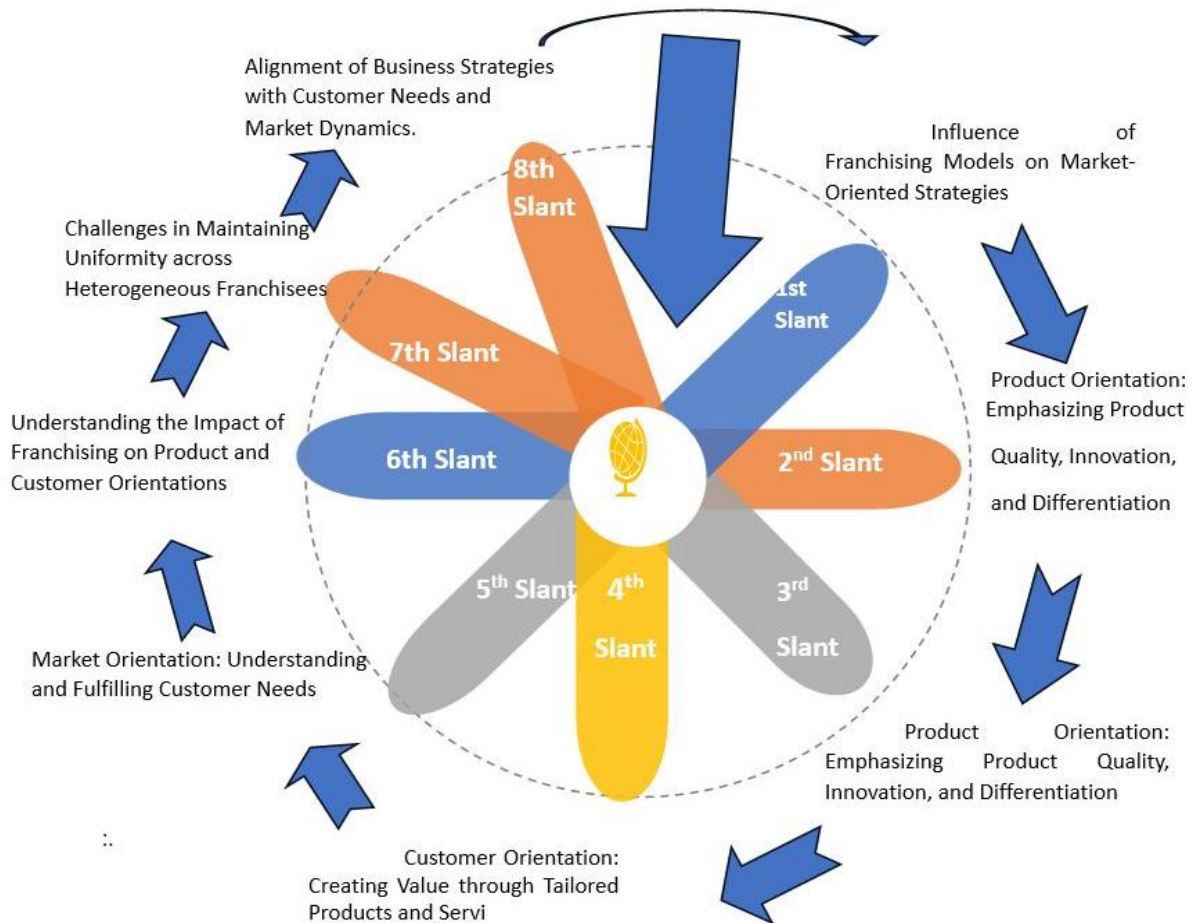 Alignment of Business Strategies
with Customer Needs and
Market Dynamics.
Influence of
Franchising Models on Market-
Oriented Strategies
Challenges in Maintaining
Uniformity across
Heterogeneous Franchisees
8th
Slant
1st
Slant
7th Slant
Product Orientation:
Emphasizing Product
Quality, Innovation,
and Differentiation
Understanding the Impact of
Franchising on Product and
Customer Orientations
6th Slant
2nd Slant
5th Slant
4th
Slant
3rd
Slant
Market Orientation: Understanding
and Fulfilling Customer Needs
Product Orientation:
Emphasizing Product Quality,
Innovation, and Differentiation
:.
Customer Orientation:
Creating Value through Tailored
Products and Servi